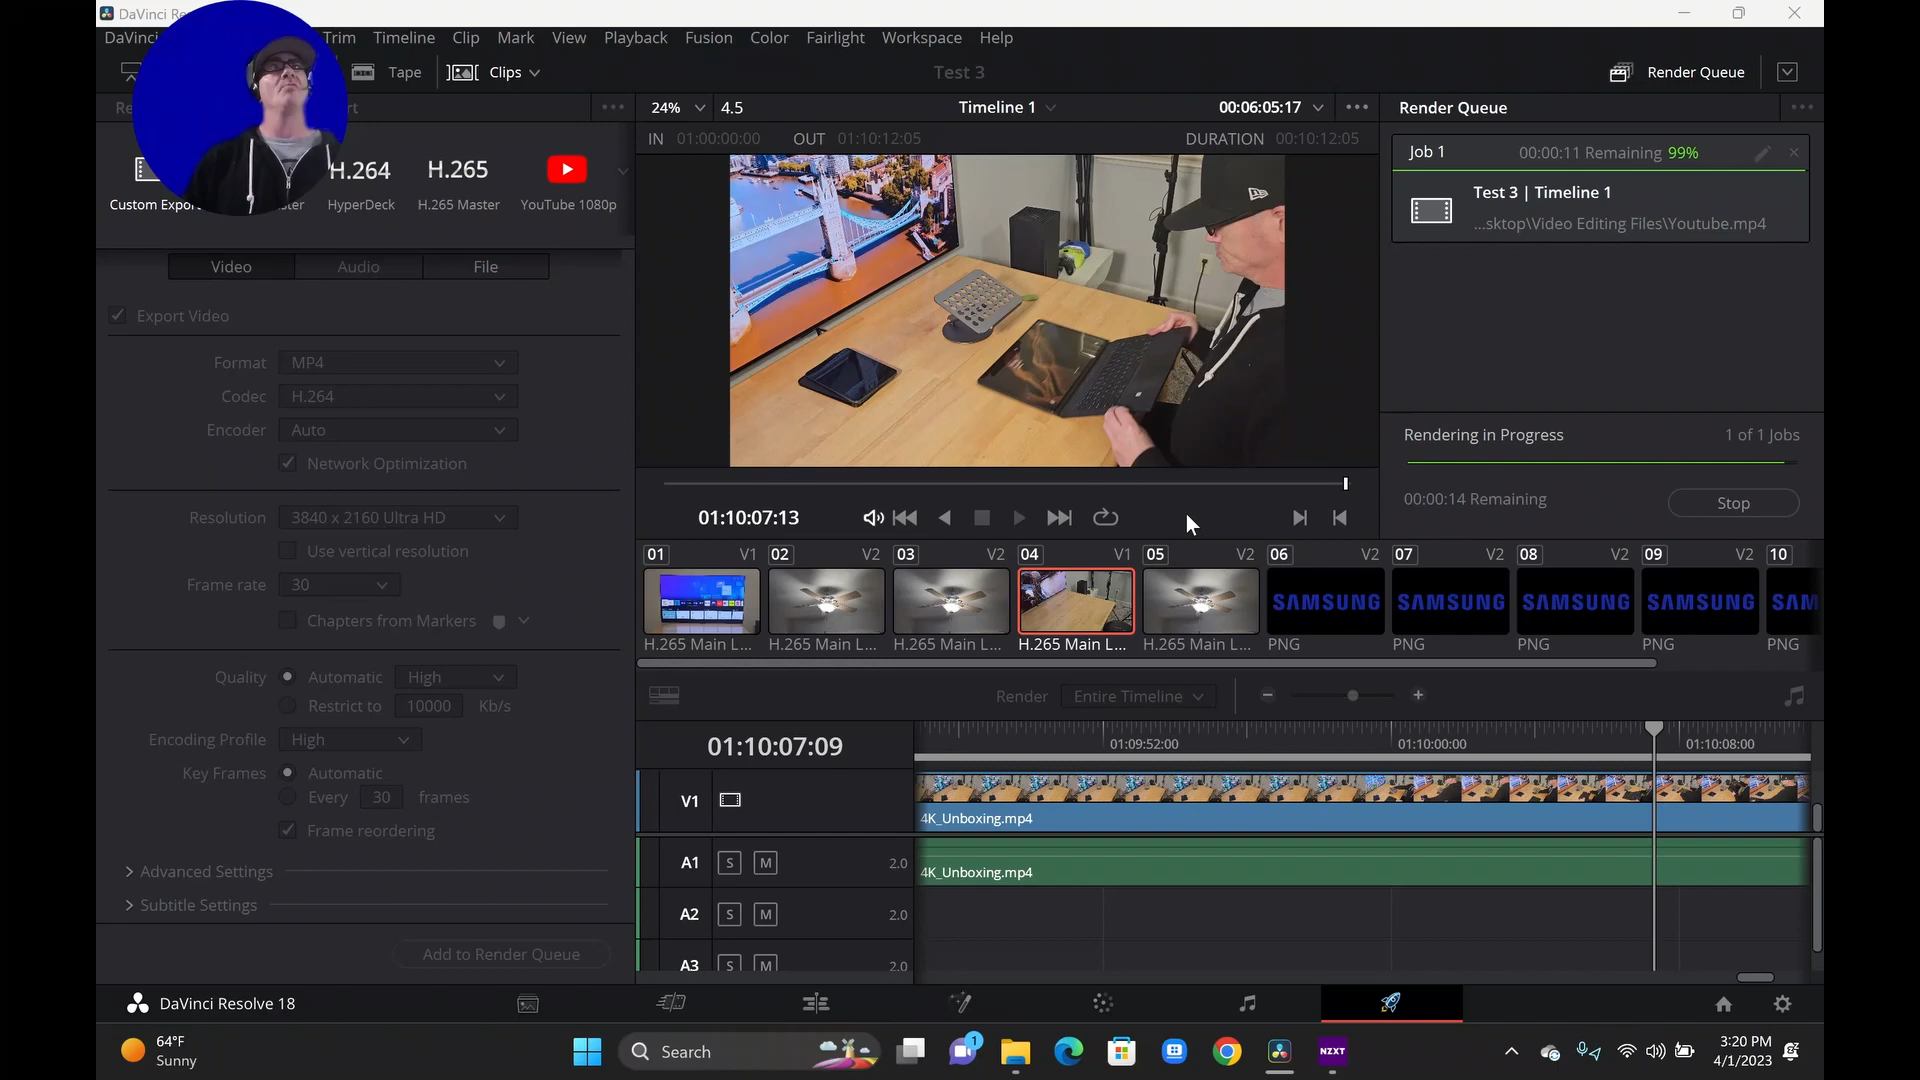 DaVinci Re
DaVinci Trim Timeline Clip Mark View Playback Fusion Color Fairlight Workspace Help
Tape Clips Test 3 Render Queue
24% 4.5 Timeline 1 00:06:05:17 Render Queue
IN 01:00:00:00 OUT 01:10:12:05 DURATION 00:10:12:05
Job 1 00:00:11 Remaining 99%
H.264 H.265
Test 3 | Timeline 1
Custom Expor HyperDeck H.265 Master YouTube 1080p
...sktop\Video Editing Files\Youtube.mp4
Video Audio File
Export Video
Format MP4
Codec H.264
Encoder Auto
Network Optimization
Rendering in Progress 1 of 1 Jobs
00:00:14 Remaining Stop
Resolution 3840 x 2160 Ultra HD
01:10:07:13
Use vertical resolution
01 V1 02 V2 03 V2 04 V1 05 V2 06 V2 07 V2 08 V2 09 V2 10
Frame rate 30
SAMSUNG SAMSUNG SAMSUNG SAMSUNG SAM
Chapters from Markers
H.265 Main L... H.265 Main L... H.265 Main L... H.265 Main L... H.265 Main L... PNG PNG PNG PNG PNG
Quality Automatic High
Restrict to 10000 Kb/s
Render Entire Timeline
Encoding Profile High
01:10:07:09 01:09:52:00 01:10:00:00 01:10:08:00
Key Frames Automatic
Every 30 frames
V1
4K_Unboxing.mp4
Frame reordering
A1 S M 2.0
4K_Unboxing.mp4
Advanced Settings
Subtitle Settings
A2 S M 2.0
Add to Render Queue
A3 S M 2.0
DaVinci Resolve 18
64°F
Sunny
Search
1
NZXT
3:20 PM
4/1/2023